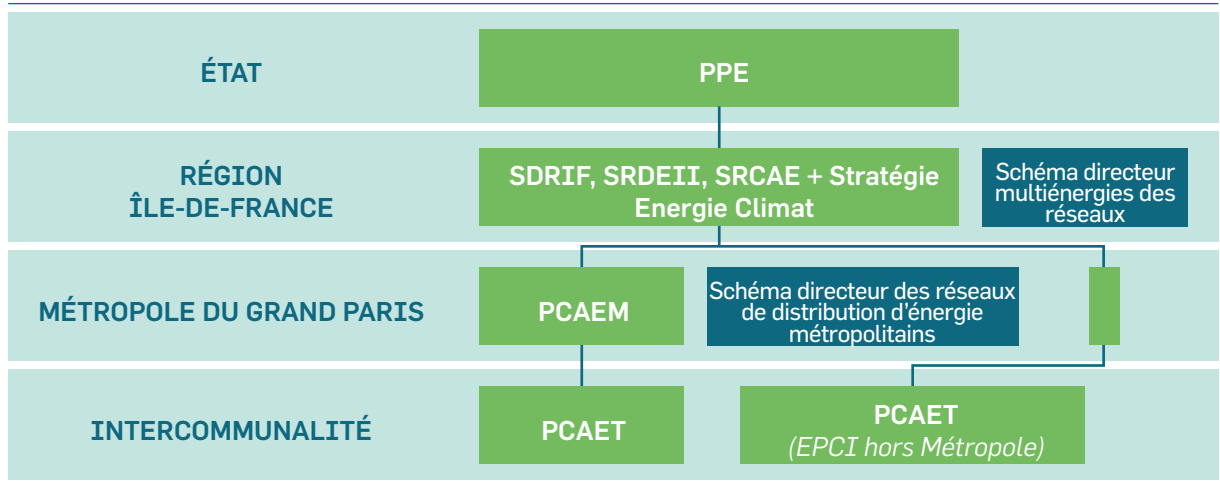 ÉTAT
PPE
RÉGION
ÎLE-DE-FRANCE
SDRIF, SRDEII, SRCAE + Stratégie
Energie Climat
Schéma directeur
multiénergies des
réseaux
MÉTROPOLE DU GRAND PARIS
PCAEM
Schéma directeur des réseaux
de distribution d'énergie
métropolitains
INTERCOMMUNALITÉ
PCAET
PCAET
(EPCI hors Métropole)